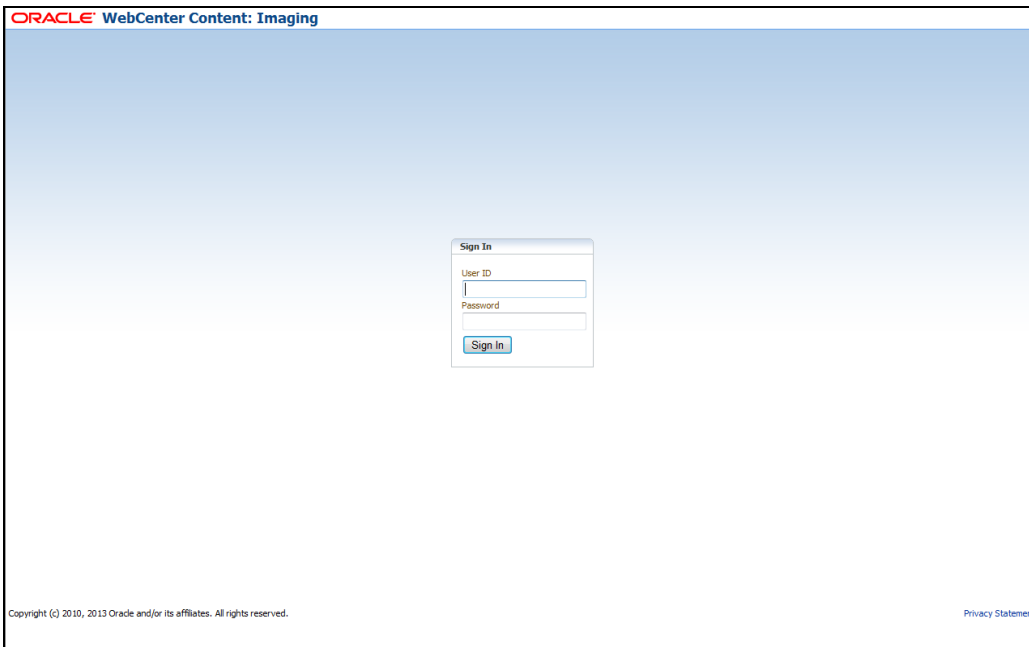 ORACLE® WebCenter Content: Imaging
Sign In
User ID
Password
Sign In
Copyright (c) 2010, 2013 Oracle and/or its affiliates. All rights reserved.
Privacy